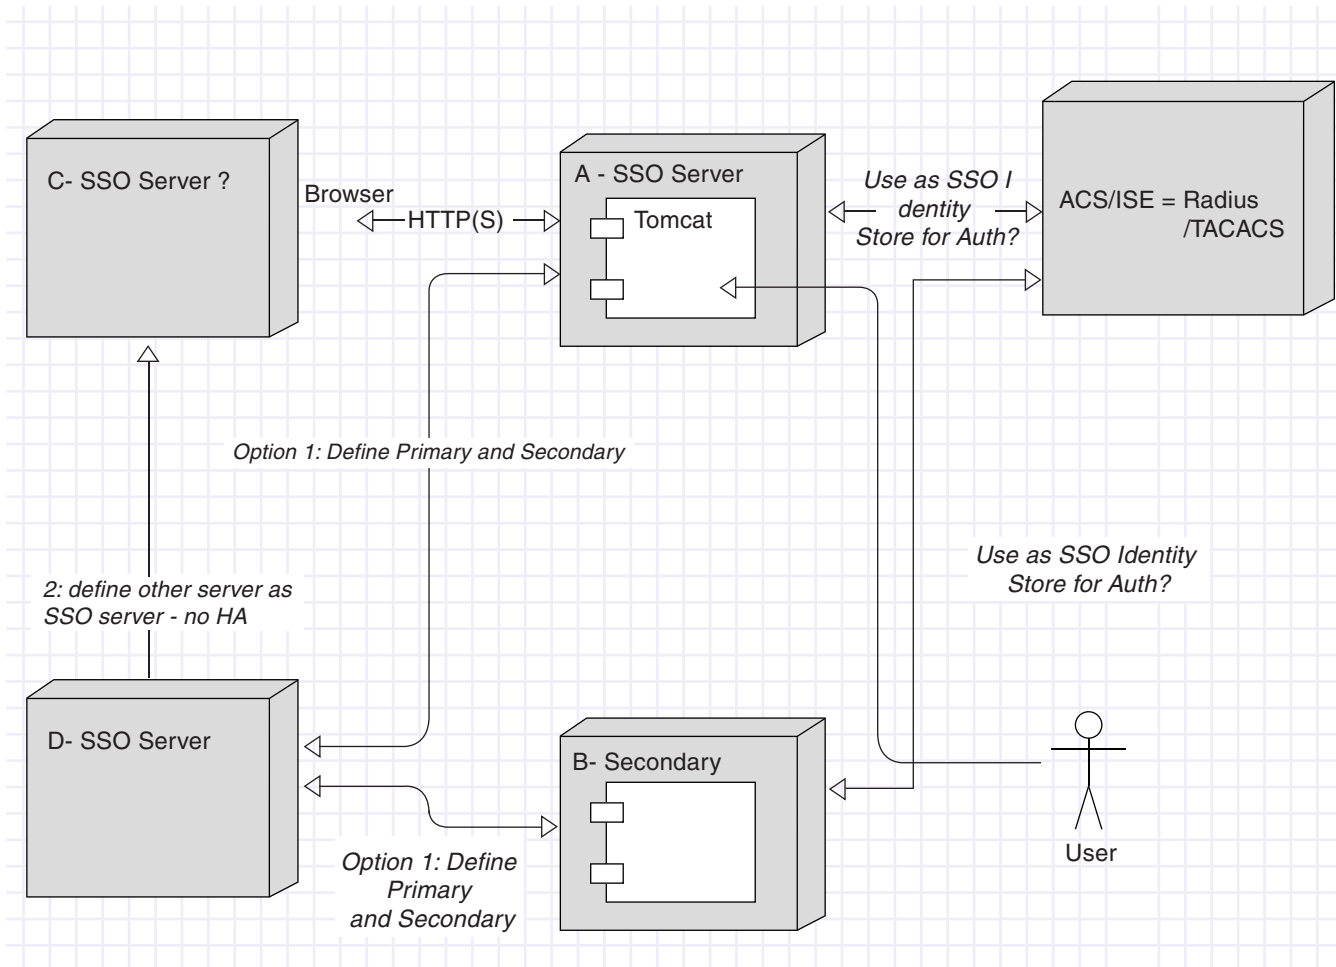 C- SSO Server ?
Browser
HTTP(S)
A - SSO Server
Tomcat
Use as SSO I
dentity
Store for Auth?
ACS/ISE = Radius
/TACACS
Option 1: Define Primary and Secondary
2: define other server as
SSO server - no HA
Use as SSO Identity
Store for Auth?
D- SSO Server
B- Secondary
Option 1: Define
Primary
and Secondary
User